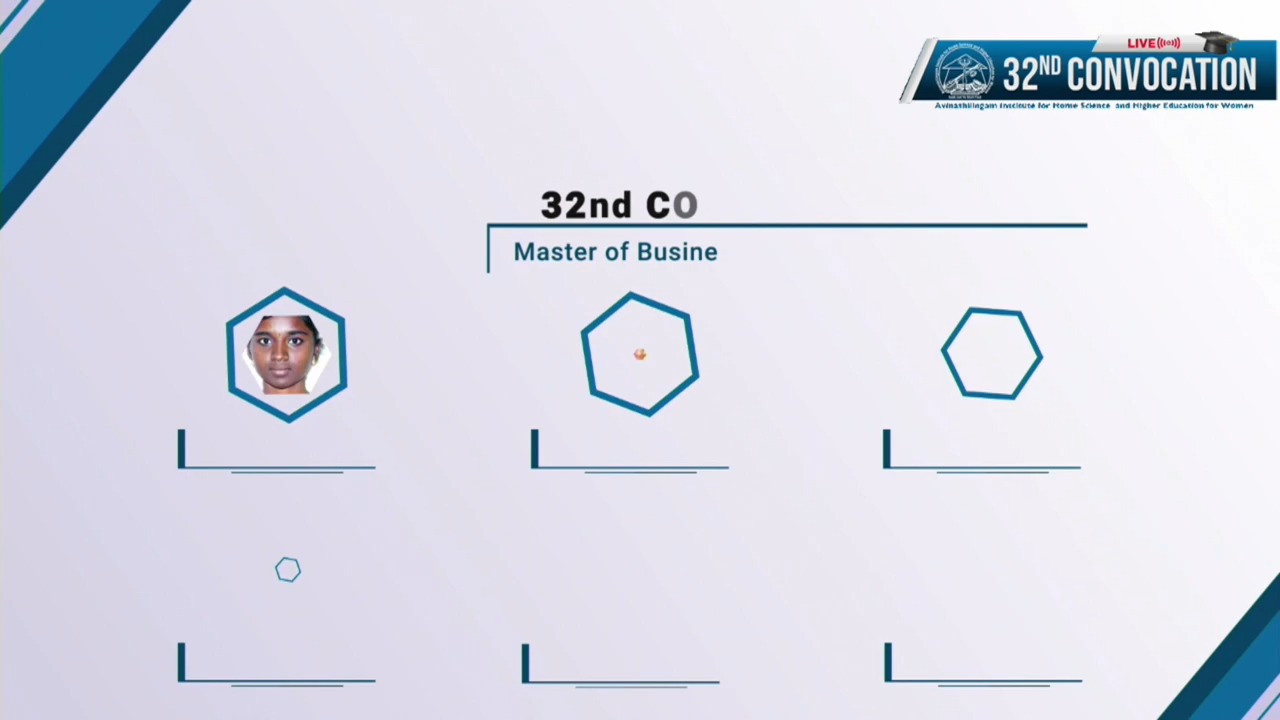 LIVE
32ND CONVOCATION
Avinashilingam Institute for Home Science and Higher Education for Women
32nd CO
Master of Busine